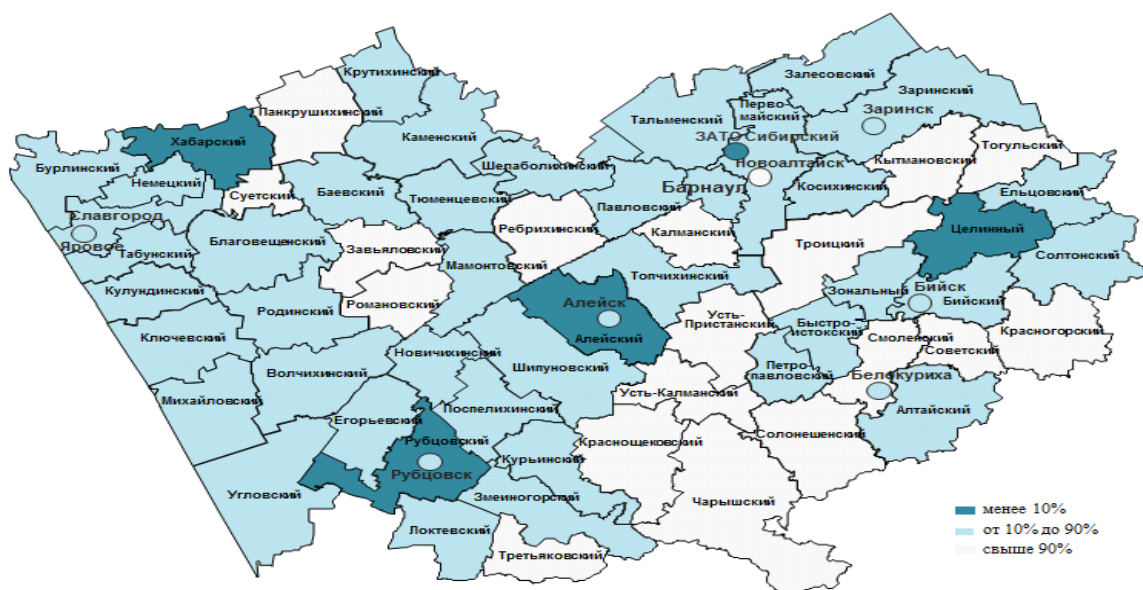 Крутихинский
Залесовский
Панкрушихинский
Заринский
Перво-
майский
Заринск
Тальменский
ЗАТО Сибирский
Каменский
Хабарский
Тогульский
Новоалтайск
Кытмановский
Бурлинский
Шелаболихинский
Немецкий
Баевский
Барнаул
Косихинский
Ельцовский
Суетский
Тюменцевский
Павловский
Славгород
Ребрихинский
Калманский
Целинный
Благовещенский
Троицкий
Яровое
Табунский
Завьяловский
Солтонский
Мамонтовский
Топчихинский
Кулундинский
Зональный
Бийск
Бийский
Романовский
Алейск
Родинский
Усть-
Пристанский
Быстро-
истокский
Красногорский
Ключевский
Алейский
Смоленский
Советский
Новичихинский
Шипуновский
Петро-
павловский
Волчихинский
Белокуриха
Усть-Калманский
Михайловский
Поспелихинский
Алтайский
Егорьевский
Солонешенский
Рубцовский
Краснощековский
Курьинский
Рубцовск
Угловский
Змеиногорский
Чарышский
Локтевский
Третьяковский
менее 10%
от 10% до 90%
свыше 90%